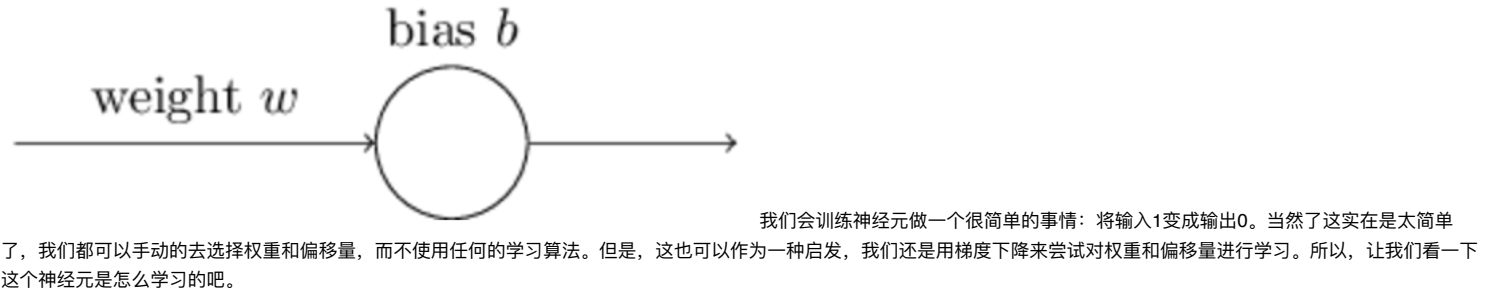 bias b
weight w
我们会训练神经元做一个很简单的事情：将输入1变成输出0。当然了这实在是太简单
了，我们都可以手动的去选择权重和偏移量，而不使用任何的学习算法。但是，这也可以作为一种启发，我们还是用梯度下降来尝试对权重和偏移量进行学习。所以，让我们看一下
这个神经元是怎么学习的吧。